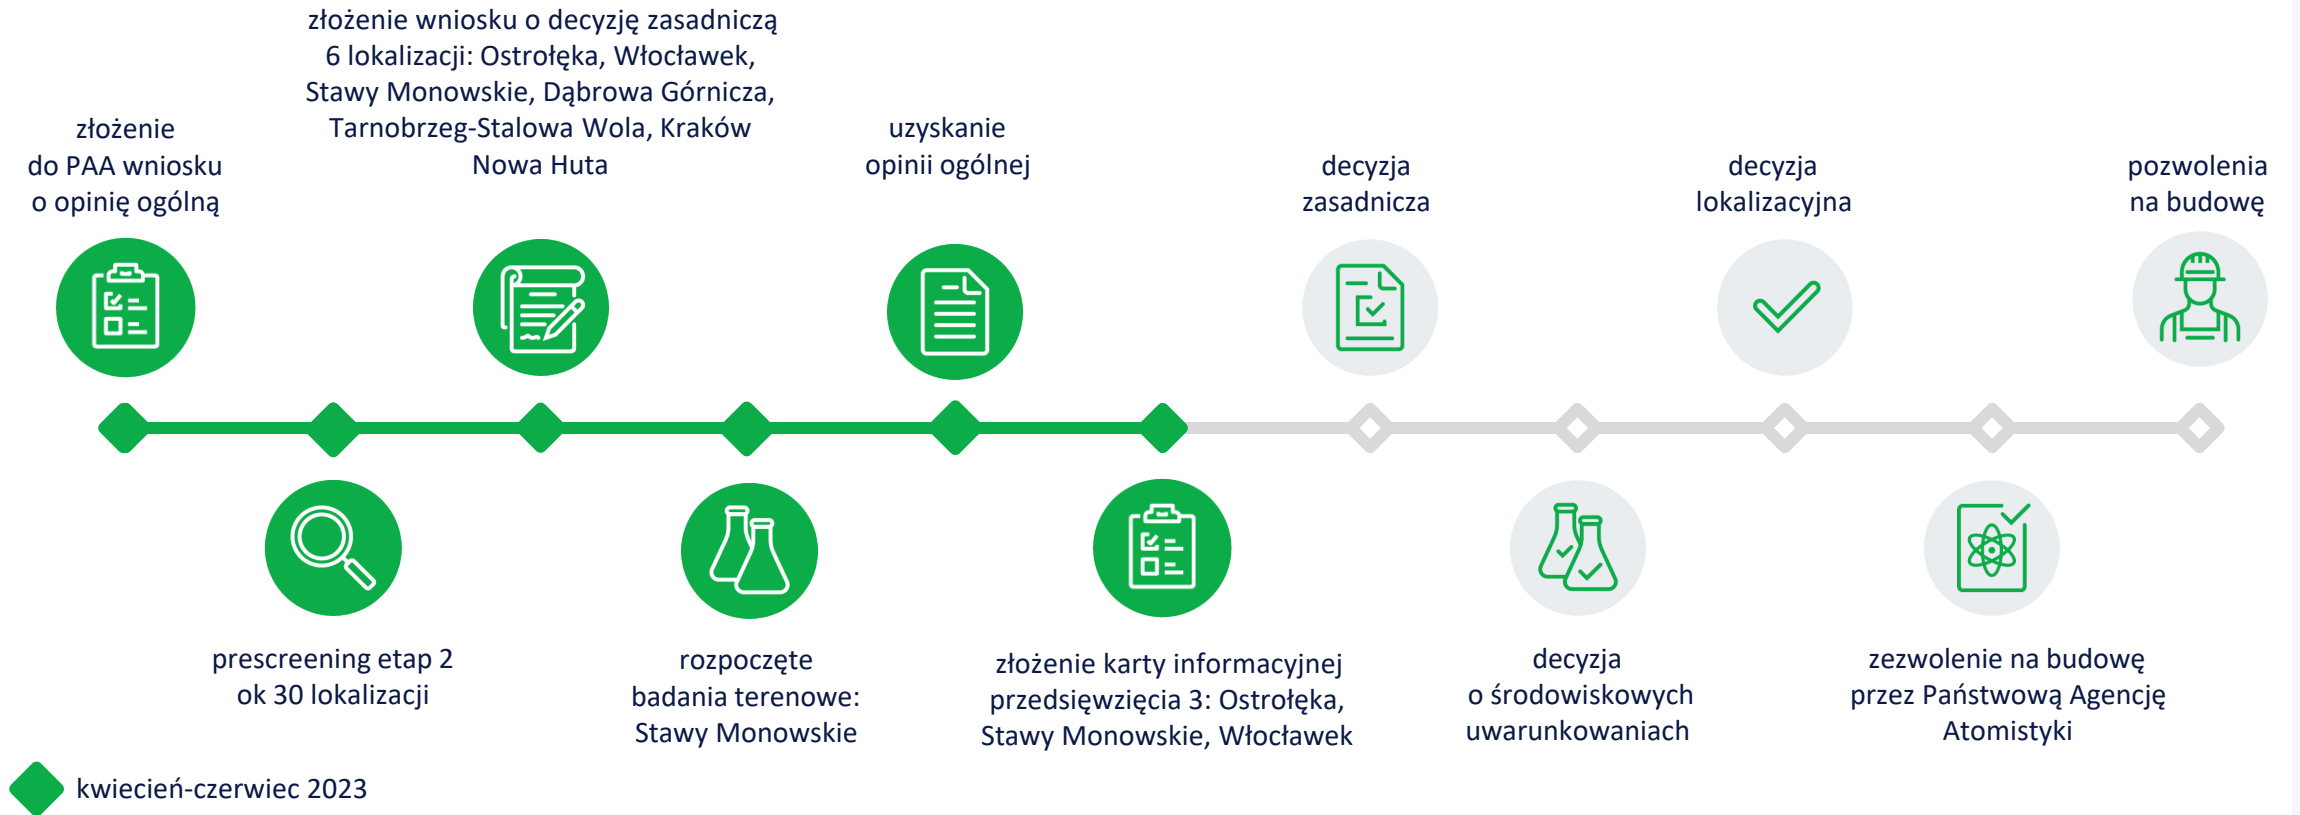 złożenie
do PAA wniosku
o opinię ogólną
prescreening etap 2
ok 30 lokalizacji
złożenie wniosku o decyzję zasadniczą
6 lokalizacji: Ostrołęka, Włocławek,
Stawy Monowskie, Dąbrowa Górnicza,
Tarnobrzeg-Stalowa Wola, Kraków
Nowa Huta
rozpoczęte
badania terenowe:
Stawy Monowskie
uzyskanie
opinii ogólnej
złożenie karty informacyjnej
przedsięwzięcia 3: Ostrołęka,
Stawy Monowskie, Włocławek
decyzja
zasadnicza
decyzja
o środowiskowych
uwarunkowaniach
decyzja
lokalizacyjna
zezwolenie na budowę
przez Państwową Agencję
Atomistyki
pozwolenia
na budowę
kwiecień-czerwiec 2023